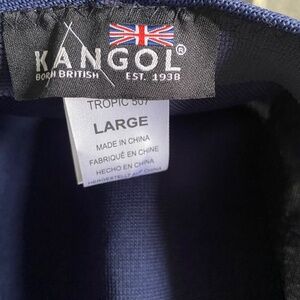 KANGOL®
BORN BRITISH EST. 1938
TROPIC 507
LARGE
MADE IN CHINA
FABRIQUÉ EN CHINE
HECHO EN CHINA